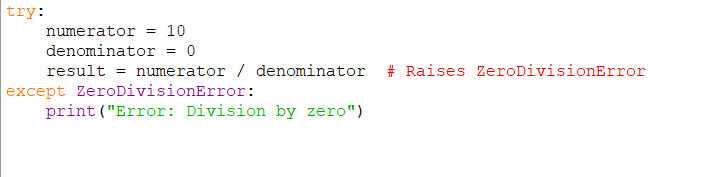 try:
    numerator = 10
    denominator = 0
    result = numerator / denominator  # Raises ZeroDivisionError
except ZeroDivisionError:
    print("Error: Division by zero")